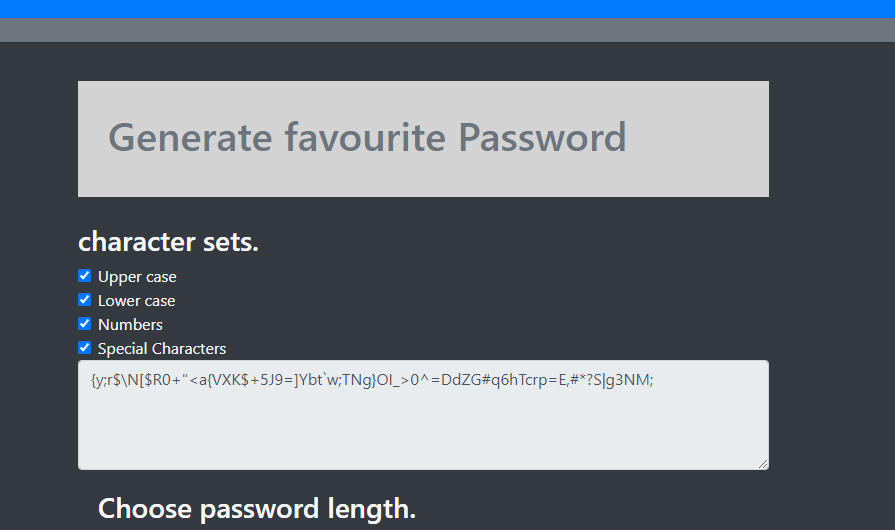 Generate favourite Password
character sets.
Upper case
Lower case
Numbers
Special Characters
{y;r$\N[$R0+"<a{VXK$+5J9=]Ybt`w;TNg}OI_>0^=DdZG#q6hTcrp=E,#*?S|g3NM;
Choose password length.